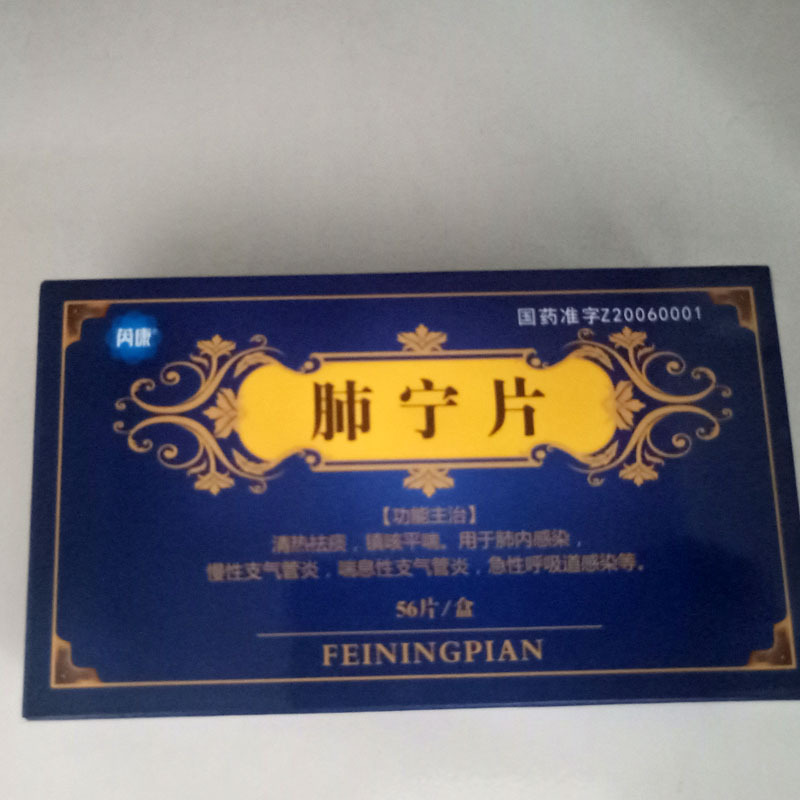 国药准字Z20060001
康
肺宁片
【功能主治】
清热祛痰，镇咳平喘。用于肺内感染，
慢性支气管炎，喘息性支气管炎，急性呼吸道感染等。
56片/盒
FEININGPIAN